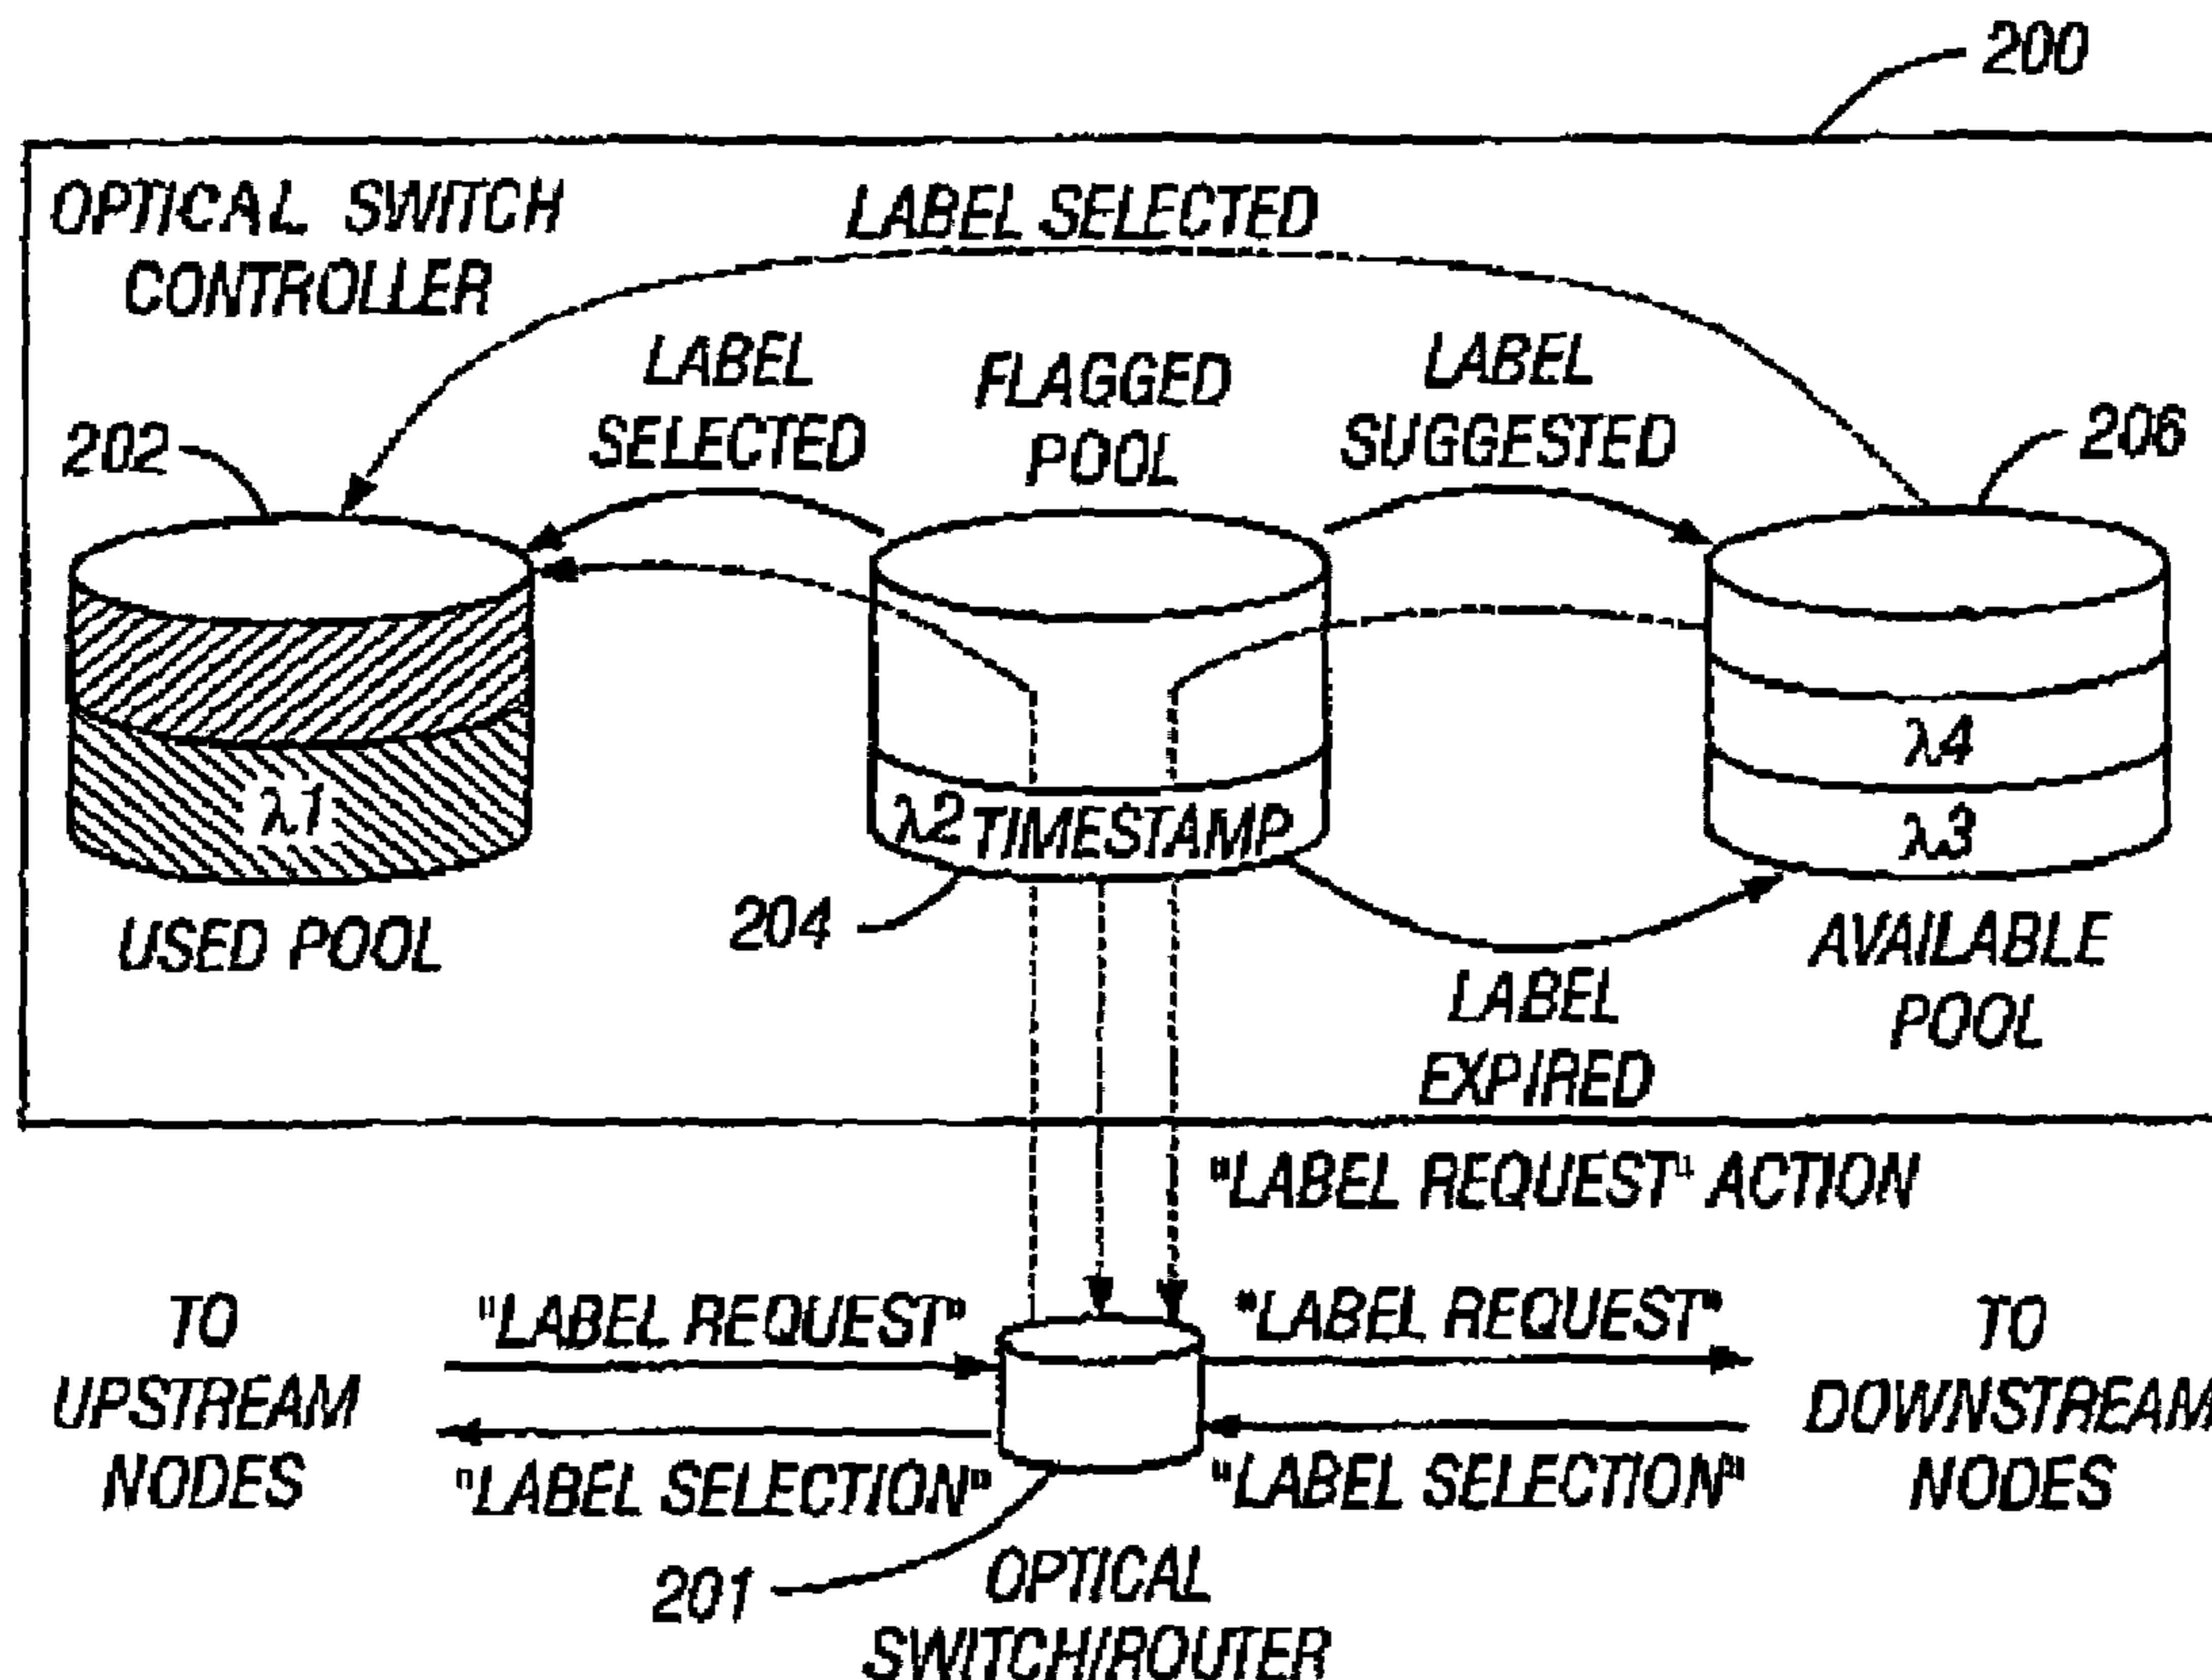 200
OPTICAL SWITCH
CONTROLLER
LABEL SELECTED
LABEL
SELECTED
FLAGGED
POOL
LABEL
SUGGESTED
202
206
λ1
λ2 TIMESTAMP
λ4
λ3
USED POOL
204
AVAILABLE
POOL
LABEL
EXPIRED
"LABEL REQUEST" ACTION
TO
UPSTREAM
NODES
"LABEL REQUEST"
"LABEL SELECTION"
"LABEL REQUEST"
"LABEL SELECTION"
TO
DOWNSTREAM
NODES
201
OPTICAL
SWITCH/ROUTER